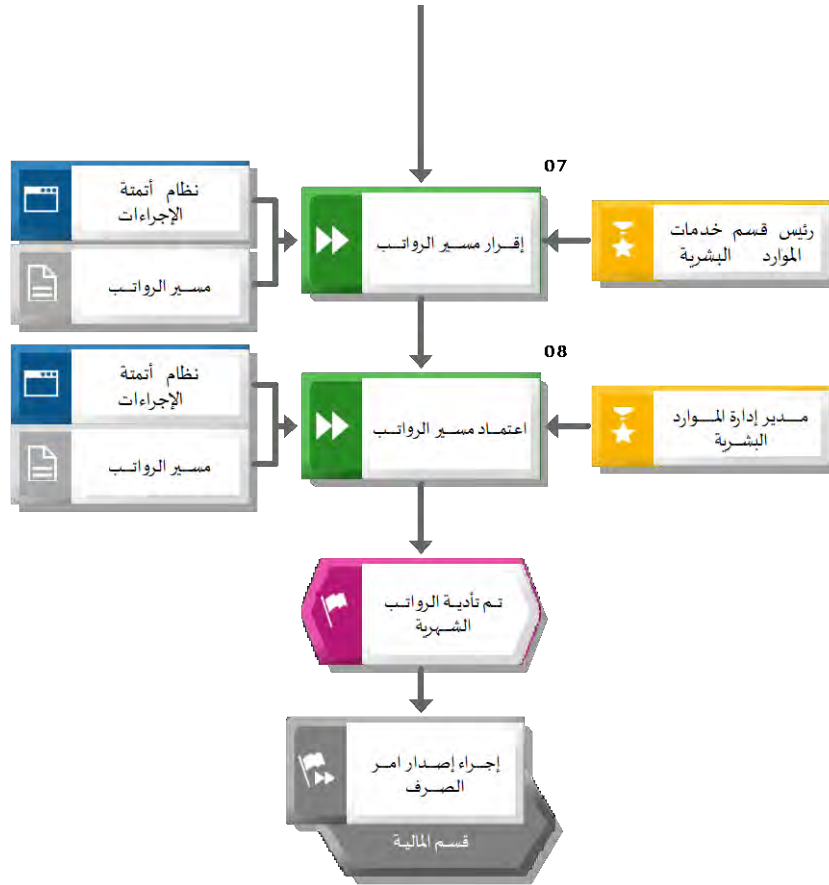 07
رئيس قسم خدمات
الموارد البشرية
إقرار مسير الرواتب
نظام أتمتة
الإجراءات
مسير الرواتب
08
مدير إدارة الموارد
البشرية
اعتماد مسير الرواتب
نظام أتمتة
الإجراءات
مسير الرواتب
تم تأدية الرواتب
الشهرية
إجراء إصدار امر
الصرف
قسم المالية